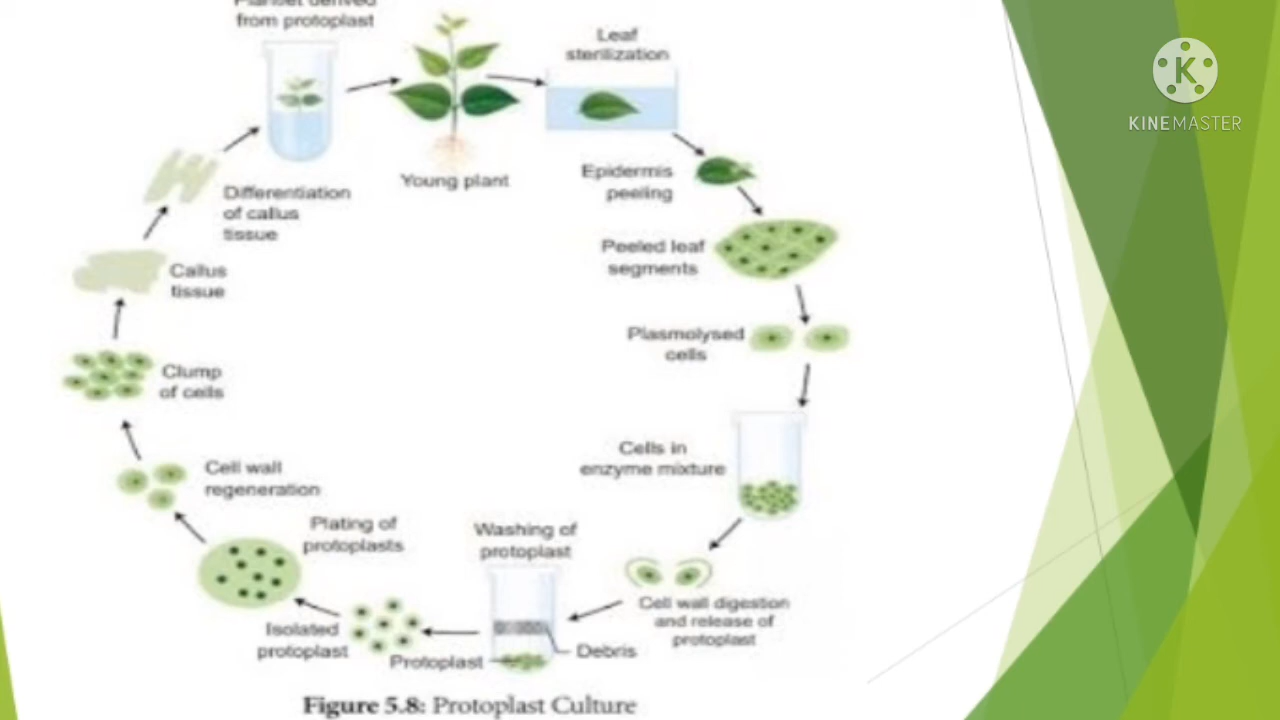 Plantlet derived
from protoplast
Leaf
sterilization
Young plant
Epidermis
peeling
Differentiation
of callus
tissue
Peeled leaf
segments
Callus
tissue
Plasmolysed
cells
Clump
of cells
Cells in
enzyme mixture
Cell wall
regeneration
Plating of
protoplasts
Washing of
protoplast
Cell wall digestion
and release of
protoplast
Isolated
protoplast
Protoplast
Debris
Figure 5.8: Protoplast Culture
K
KINEMASTER